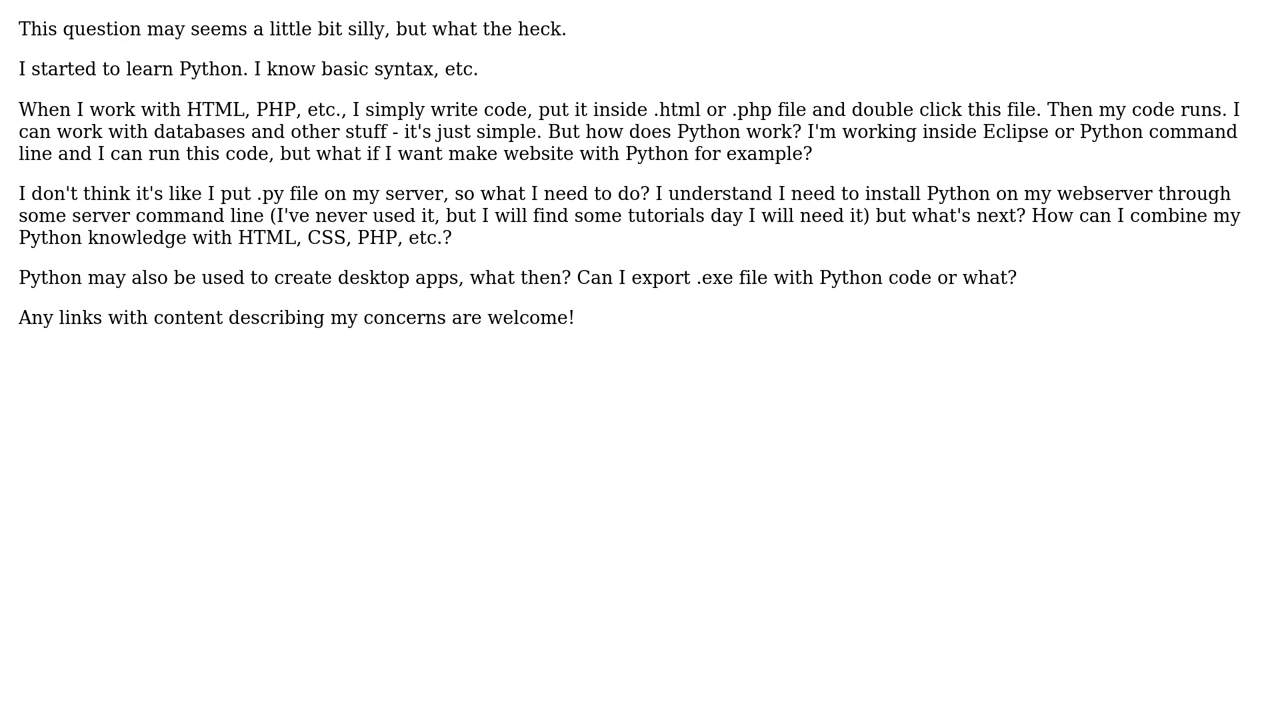 This question may seems a little bit silly, but what the heck.
I started to learn Python. I know basic syntax, etc.
When I work with HTML, PHP, etc., I simply write code, put it inside .html or .php file and double click this file. Then my code runs. I
can work with databases and other stuff - it's just simple. But how does Python work? I'm working inside Eclipse or Python command
line and I can run this code, but what if I want make website with Python for example?
I don't think it's like I put .py file on my server, so what I need to do? I understand I need to install Python on my webserver through
some server command line (I've never used it, but I will find some tutorials day I will need it) but what's next? How can I combine my
Python knowledge with HTML, CSS, PHP, etc.?
Python may also be used to create desktop apps, what then? Can I export .exe file with Python code or what?
Any links with content describing my concerns are welcome!